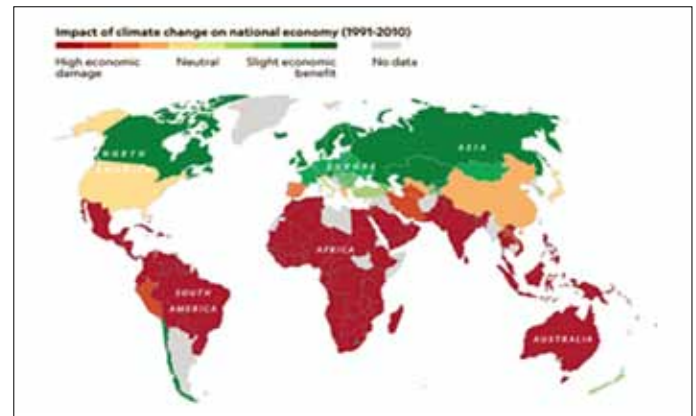 Impact of climate change on national economy (1991-2010)
High economic damage
Neutral
Slight economic benefit
No data
NORTH
AMERICA
EUROPE
ASIA
AFRICA
SOUTH
AMERICA
AUSTRALIA